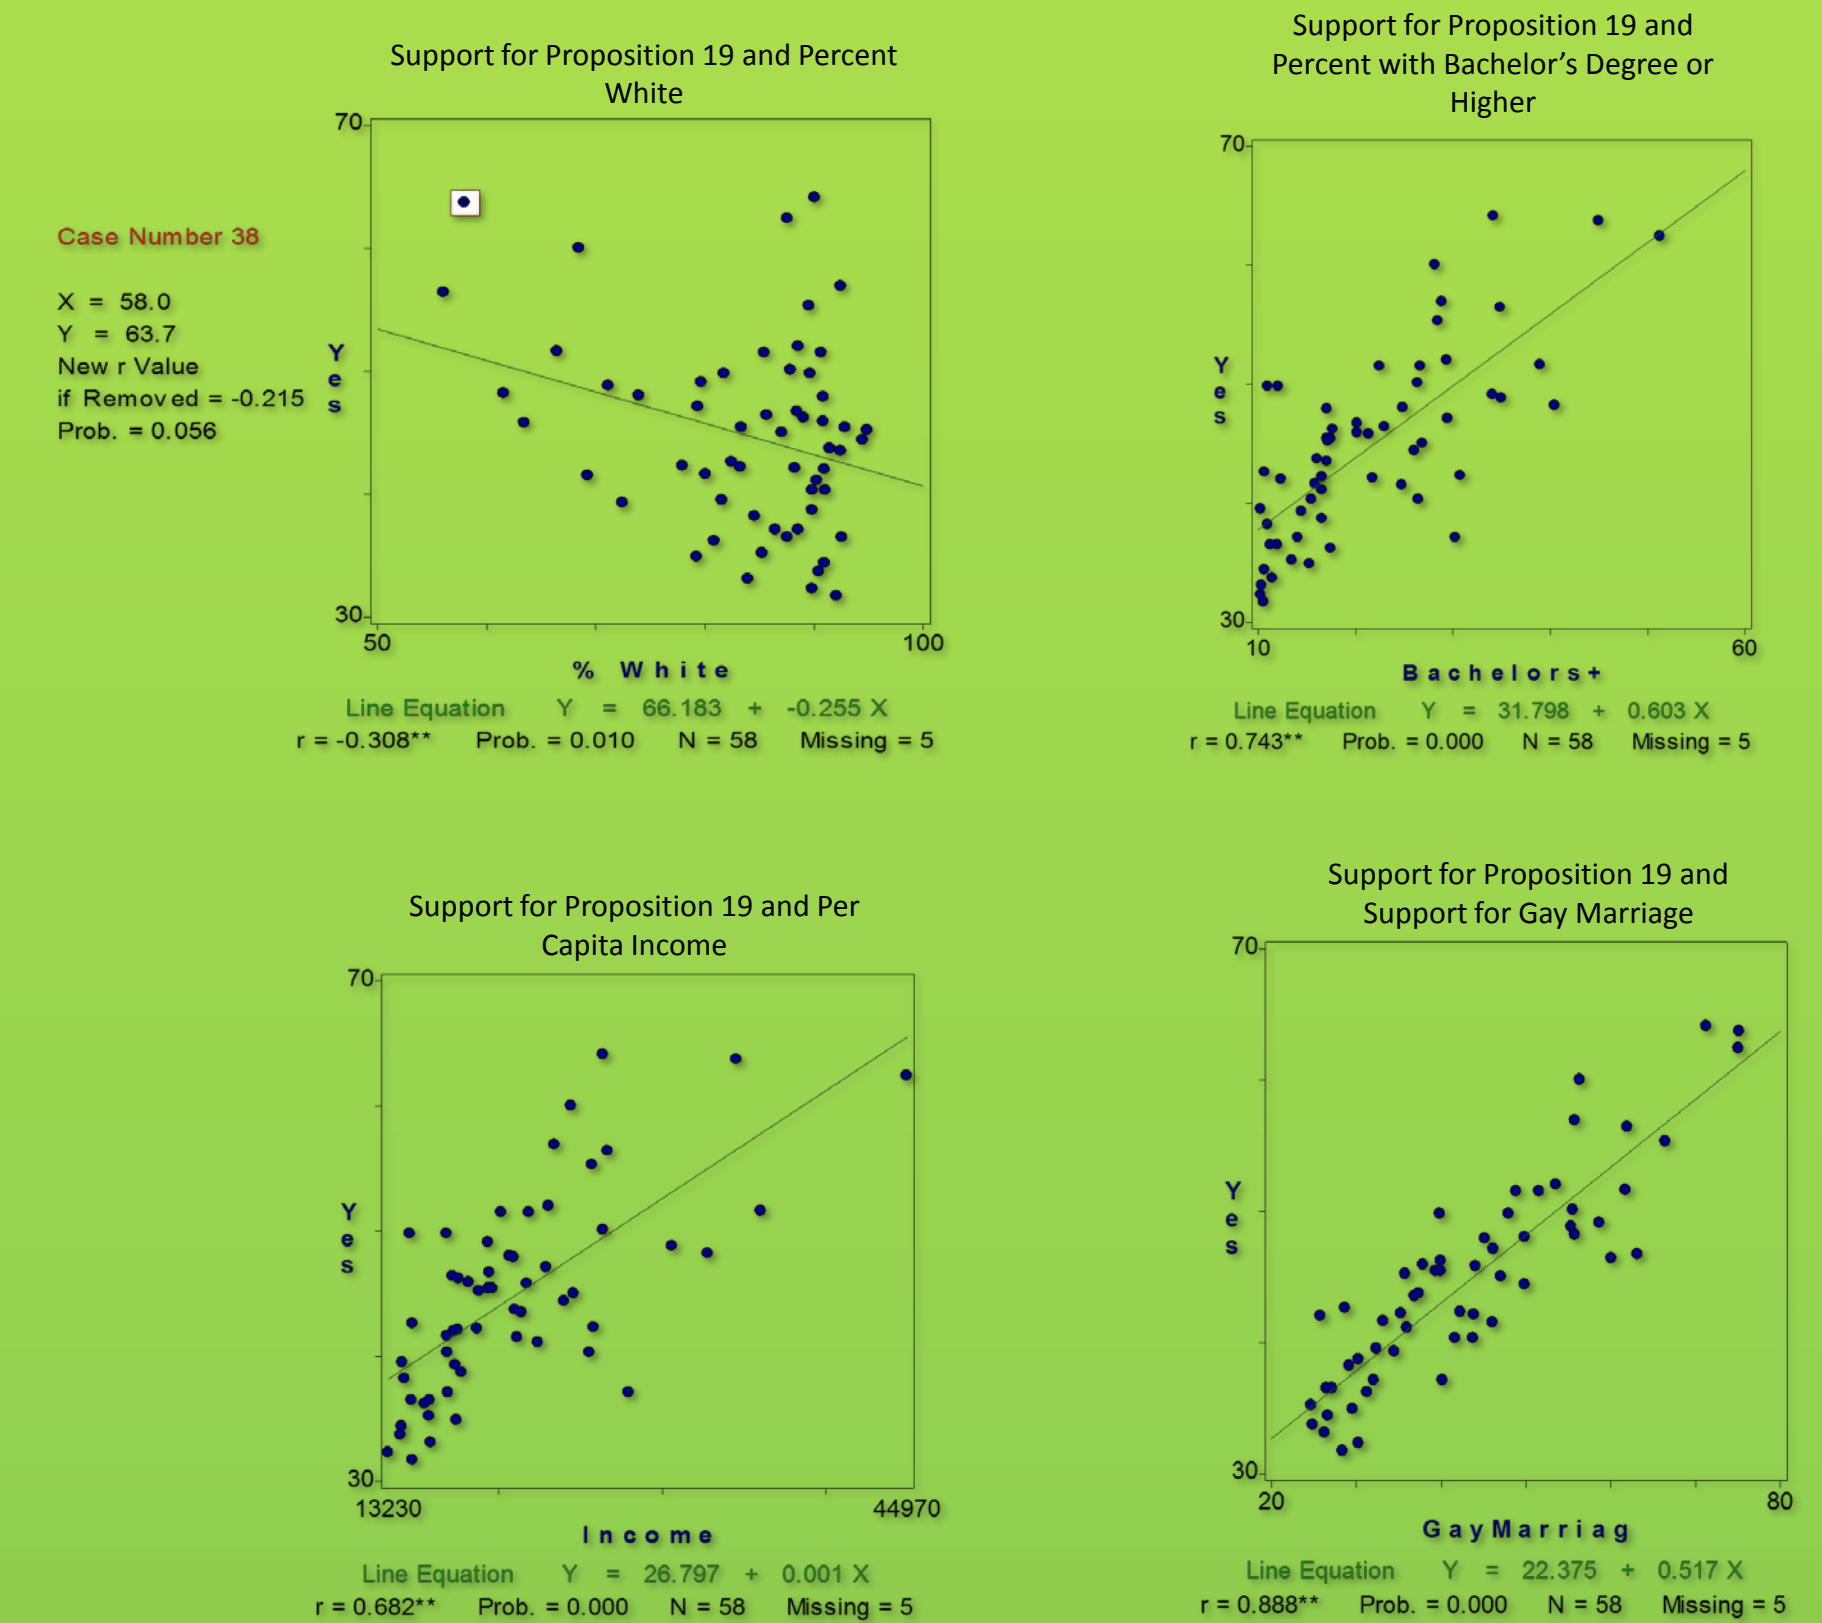 Support for Proposition 19 and Percent
White
70
Case Number 38
X = 58.0
Y = 63.7
New r Value
if Removed = -0.215
Prob. = 0.056
Y
e
s
30
50 100
% White
Line Equation Y = 66.183 + -0.255 X
r = -0.308** Prob. = 0.010 N = 58 Missing = 5
Support for Proposition 19 and
Percent with Bachelor’s Degree or
Higher
70
Y
e
s
30
10 60
Bachelors+
Line Equation Y = 31.798 + 0.603 X
r = 0.743** Prob. = 0.000 N = 58 Missing = 5
Support for Proposition 19 and Per
Capita Income
70
Y
e
s
30
13230 44970
Income
Line Equation Y = 26.797 + 0.001 X
r = 0.682** Prob. = 0.000 N = 58 Missing = 5
Support for Proposition 19 and
Support for Gay Marriage
70
Y
e
s
30
20 80
GayMarriag
Line Equation Y = 22.375 + 0.517 X
r = 0.888** Prob. = 0.000 N = 58 Missing = 5